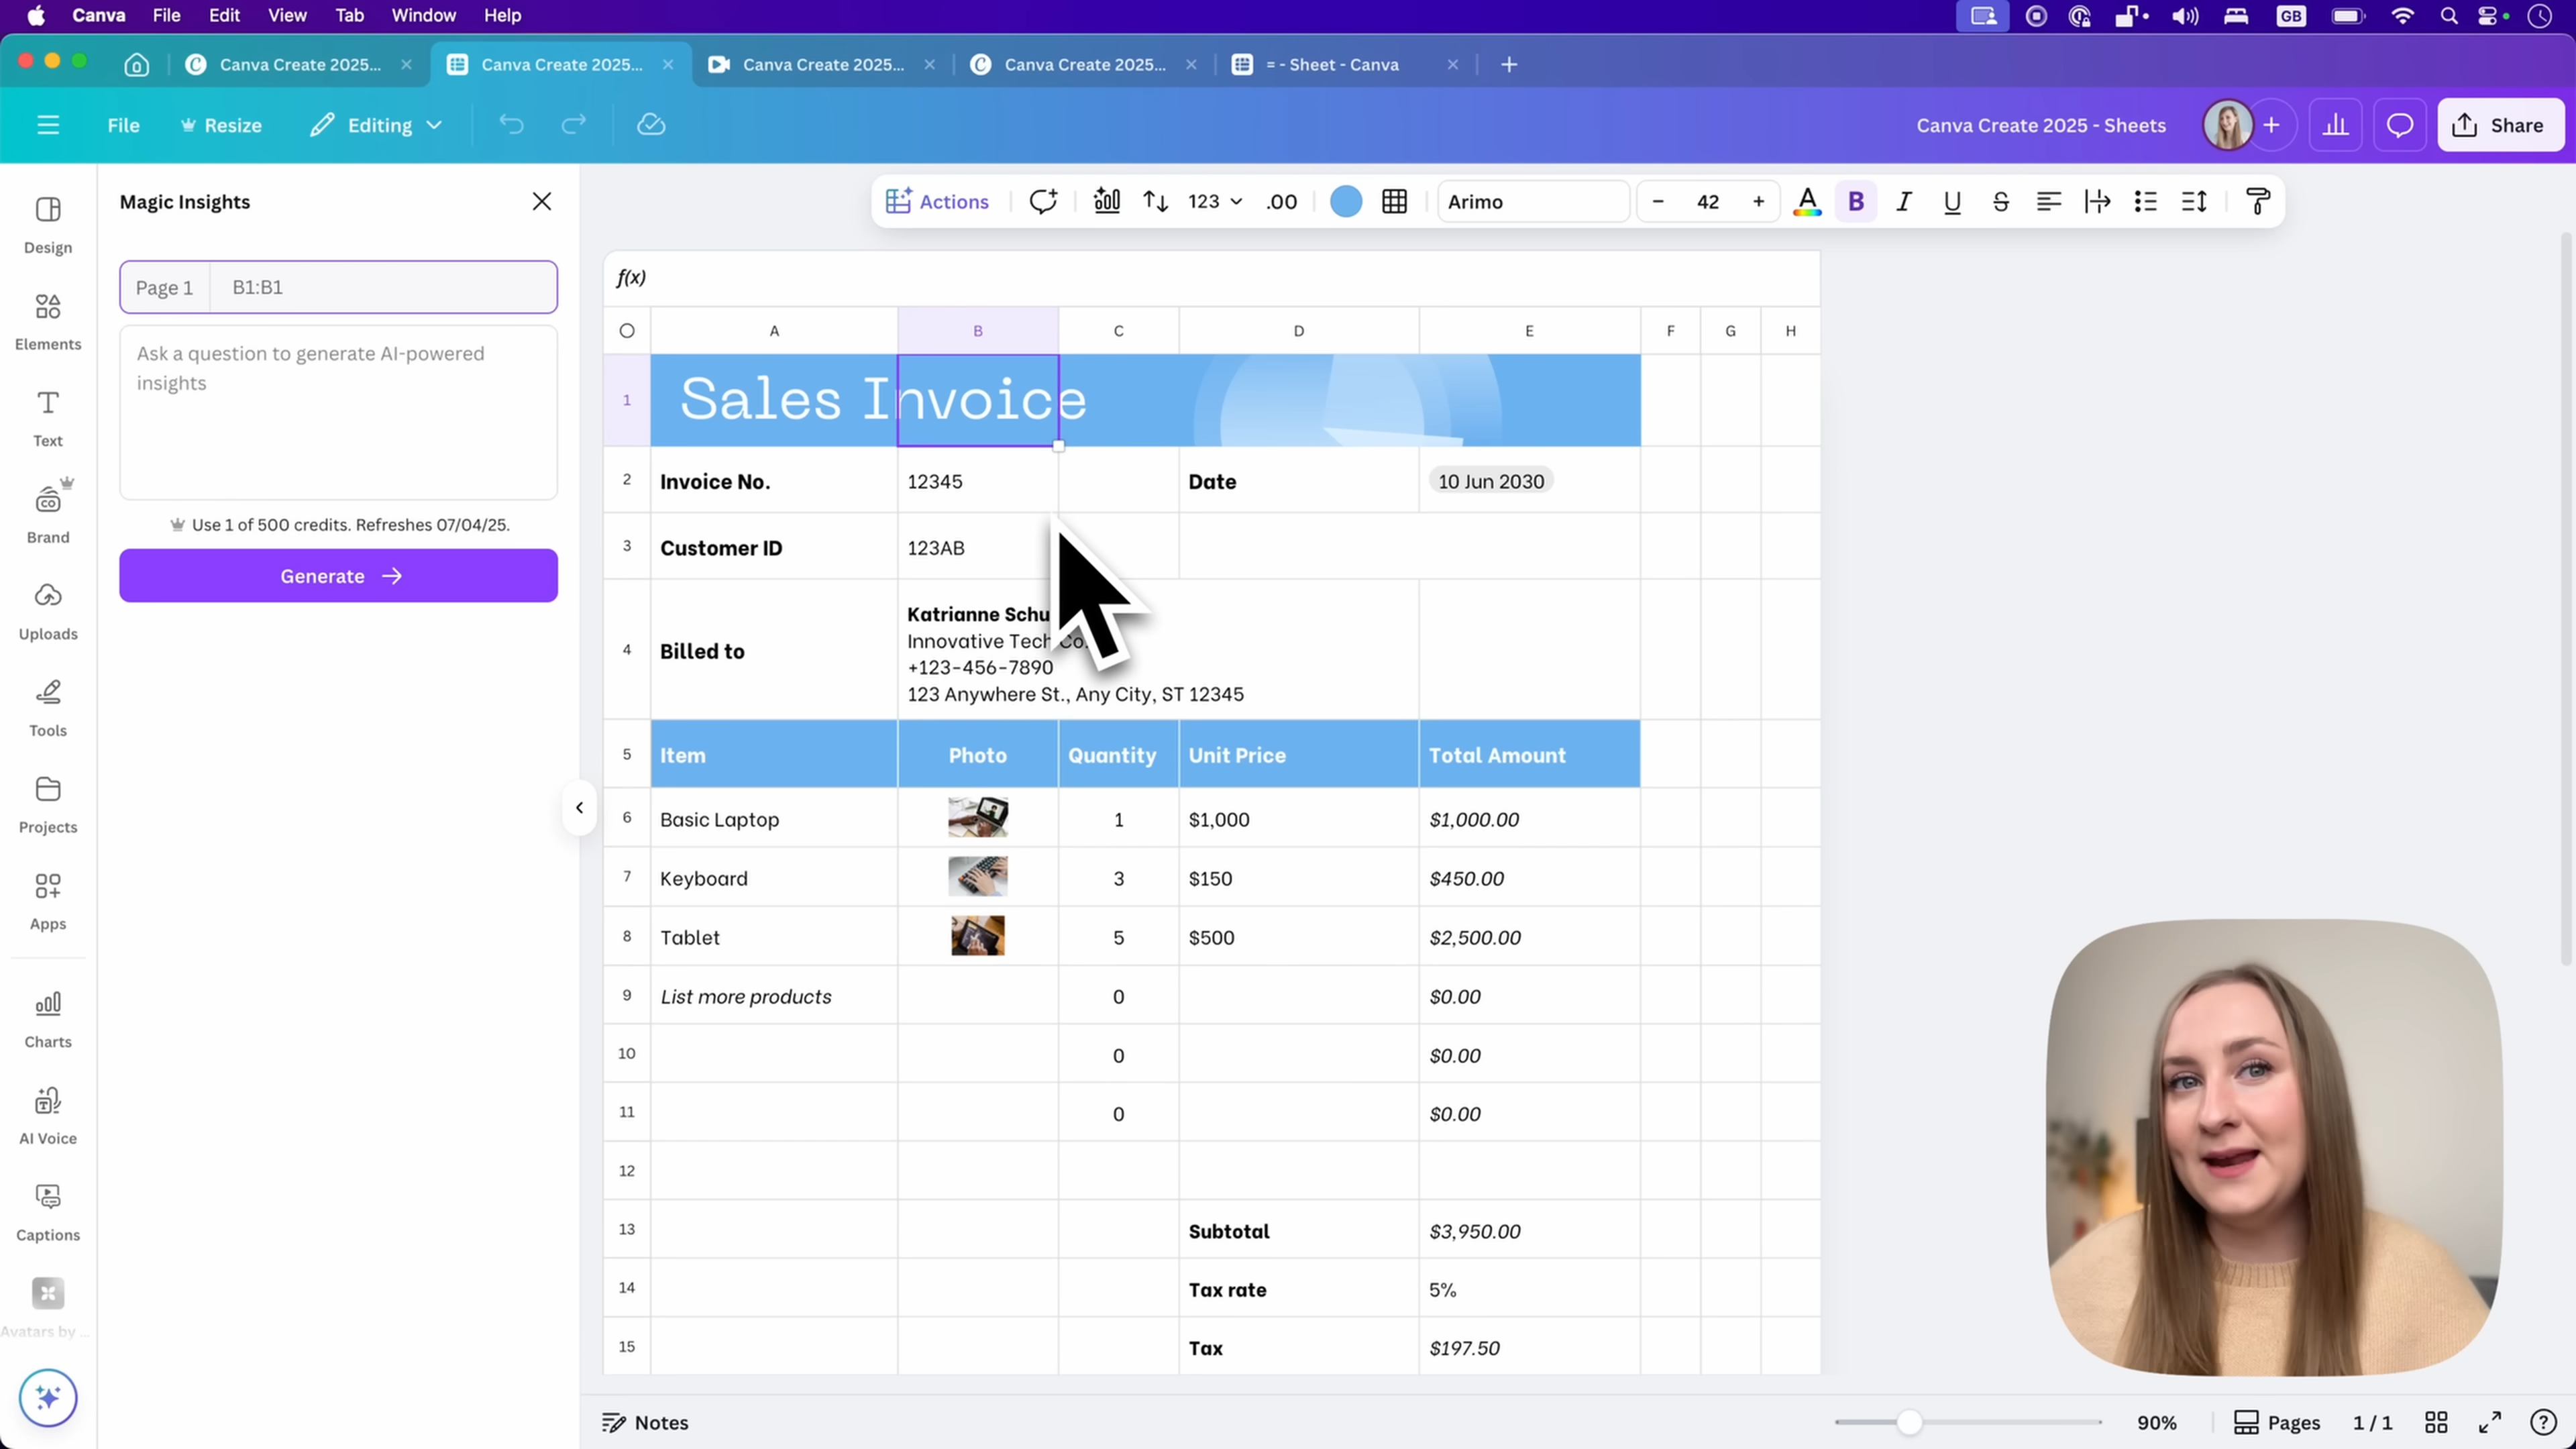 Canva File Edit View Tab Window Help
GB
Canva Create 2025... Canva Create 2025... Canva Create 2025... Canva Create 2025... = - Sheet - Canva
File Resize Editing Canva Create 2025 - Sheets Share
Magic Insights
Actions 123 .00 Arimo − 42 + A B I U S
Design
Elements
Text
Brand
Uploads
Tools
Projects
Apps
Charts
AI Voice
Captions
Avatars by ...
Page 1 B1:B1
Ask a question to generate AI-powered
insights
Use 1 of 500 credits. Refreshes 07/04/25.
Generate
f(x)
A B C D E F G H
1 Sales Invoice
2 Invoice No. 12345 Date 10 Jun 2030
3 Customer ID 123AB
4 Billed to
Katrianne Schu
Innovative Tech Co.
+123-456-7890
123 Anywhere St., Any City, ST 12345
5 Item Photo Quantity Unit Price Total Amount
6 Basic Laptop 1 $1,000 $1,000.00
7 Keyboard 3 $150 $450.00
8 Tablet 5 $500 $2,500.00
9 List more products 0 $0.00
10 0 $0.00
11 0 $0.00
12
13 Subtotal $3,950.00
14 Tax rate 5%
15 Tax $197.50
Notes 90% Pages 1 / 1